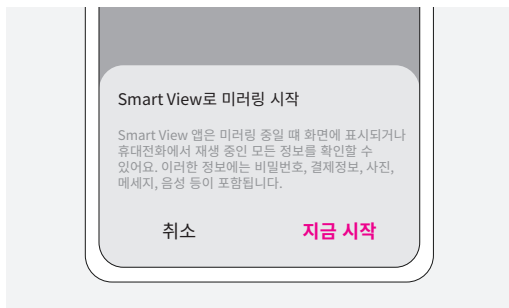 Smart View로 미러링 시작
Smart View 앱은 미러링 중일 떄 화면에 표시되거나
휴대전화에서 재생 중인 모든 정보를 확인할 수
있어요. 이러한 정보에는 비밀번호, 결제정보, 사진,
메세지, 음성 등이 포함됩니다.
취소
지금 시작